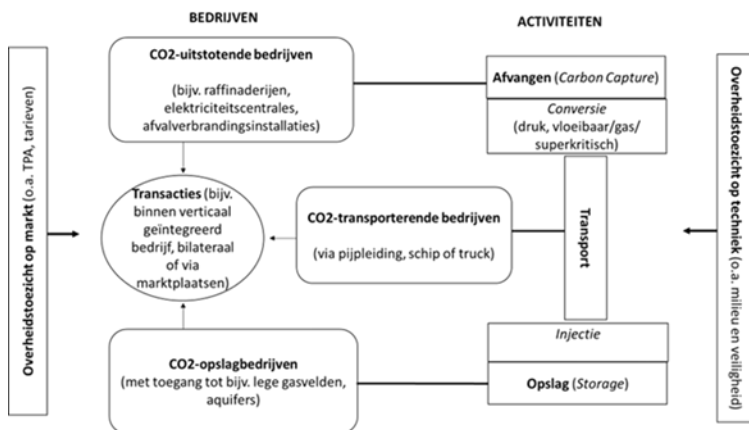 BEDRIJVEN
ACTIVITEITEN
Overheidstoezicht op markt (o.a. TPA, tarieven)
CO2-uitstotende bedrijven
(bijv. raffinaderijen,
elektriciteitscentrales,
afvalverbrandingsinstallaties)
Afvangen (Carbon Capture)
Conversie
(druk, vloeibaar/gas/
superkritisch)
Transacties (bijv.
binnen verticaal
geïntegreerd
bedrijf, bilateraal
of via
marktplaatsen)
CO2-transporterende bedrijven
(via pijpleiding, schip of truck)
Transport
CO2-opslagbedrijven
(met toegang tot bijv. lege gasvelden,
aquifers)
Injectie
Opslag (Storage)
Overheidstoezicht op techniek (o.a. milieu en
veiligheid)